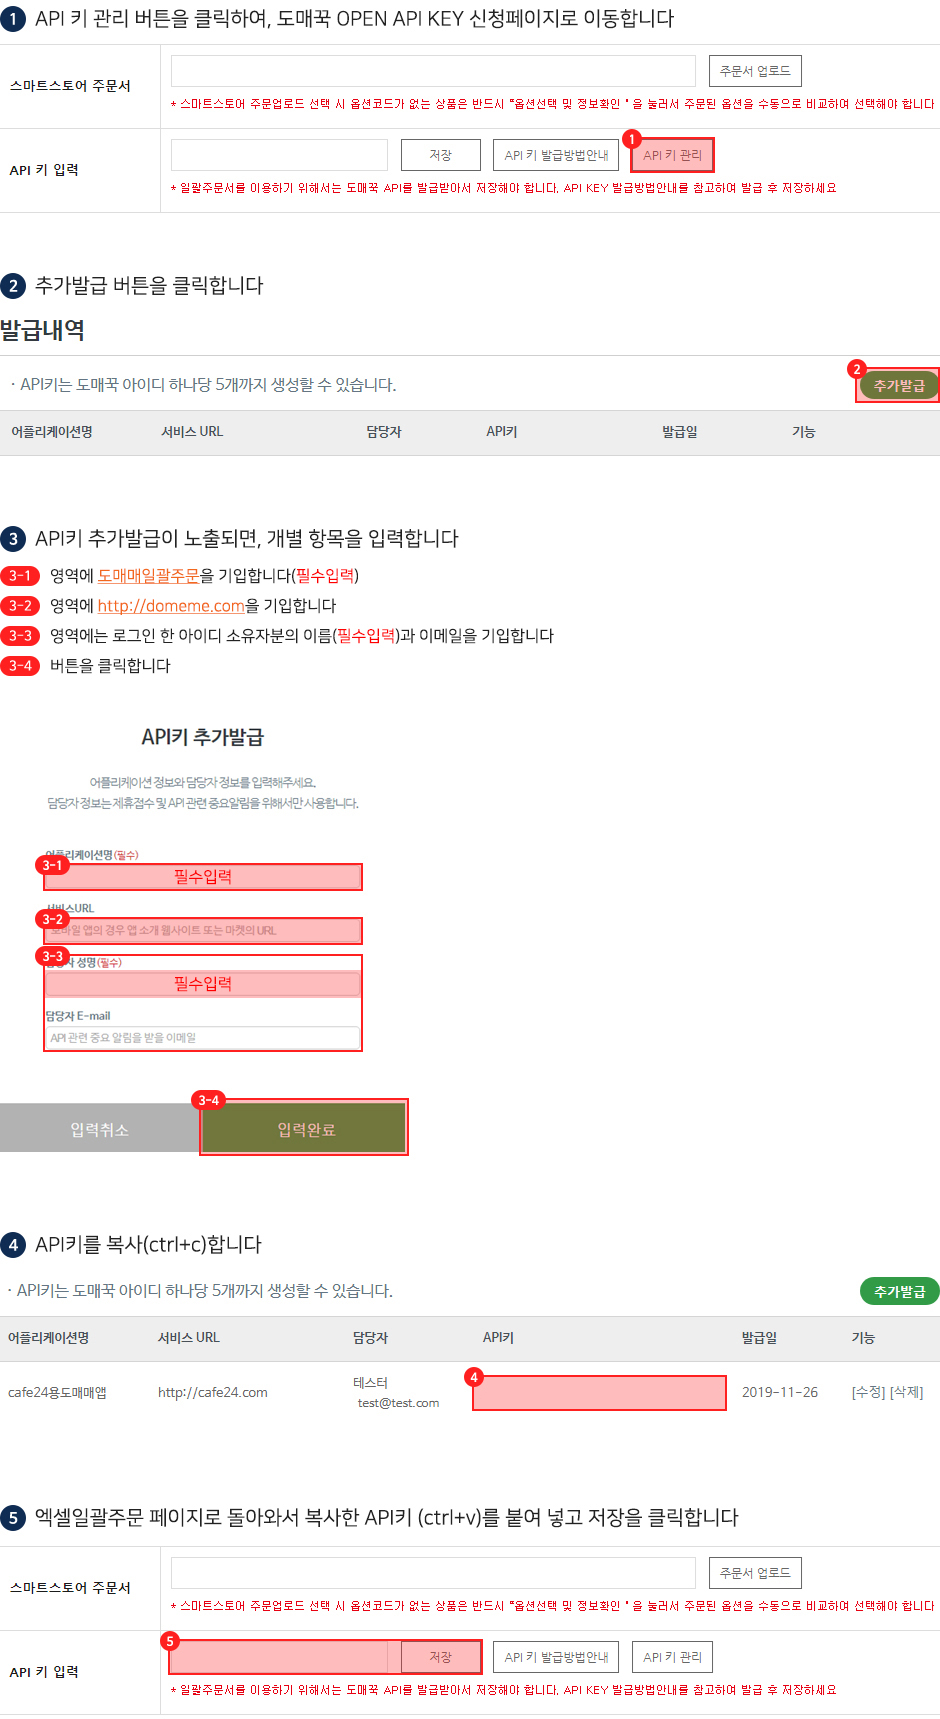 1 API 키 관리 버튼을 클릭하여, 도매꾹 OPEN API KEY 신청페이지로 이동합니다
스마트스토어 주문서
주문서 업로드
* 스마트스토어 주문업로드 선택 시 옵션코드가 없는 상품은 반드시 "옵션선택 및 정보확인 " 을 눌러서 주문된 옵션을 수동으로 비교하여 선택해야 합니다
API 키 입력
저장 API 키 발급방법안내 1 API 키 관리
* 일괄주문서를 이용하기 위해서는 도매꾹 API를 발급받아서 저장해야 합니다. API KEY 발급방법안내를 참고하여 발급 후 저장하세요
2 추가발급 버튼을 클릭합니다
발급내역
· API키는 도매꾹 아이디 하나당 5개까지 생성할 수 있습니다.
2 추가발급
어플리케이션명 서비스 URL 담당자 API키 발급일 기능
3 API키 추가발급이 노출되면, 개별 항목을 입력합니다
3-1 영역에 도매매일괄주문을 기입합니다(필수입력)
3-2 영역에 http://domeme.com을 기입합니다
3-3 영역에는 로그인 한 아이디 소유자분의 이름(필수입력)과 이메일을 기입합니다
3-4 버튼을 클릭합니다
API키 추가발급
어플리케이션 정보와 담당자 정보를 입력해주세요.
담당자 정보는 제휴접수 및 API 관련 중요알림을 위해서만 사용합니다.
어플리케이션명(필수)
3-1 필수입력
서비스URL
3-2 모바일 앱의 경우 앱 소개 웹사이트 또는 마켓의 URL
3-3 담당자 성명(필수)
필수입력
담당자 E-mail
API 관련 중요 알림을 받을 이메일
입력취소 3-4 입력완료
4 API키를 복사(ctrl+c)합니다
· API키는 도매꾹 아이디 하나당 5개까지 생성할 수 있습니다.
추가발급
어플리케이션명 서비스 URL 담당자 API키 발급일 기능
cafe24용도매매앱 http://cafe24.com 테스터 4 2019-11-26 [수정] [삭제]
test@test.com
5 엑셀일괄주문 페이지로 돌아와서 복사한 API키 (ctrl+v)를 붙여 넣고 저장을 클릭합니다
스마트스토어 주문서
주문서 업로드
* 스마트스토어 주문업로드 선택 시 옵션코드가 없는 상품은 반드시 "옵션선택 및 정보확인 " 을 눌러서 주문된 옵션을 수동으로 비교하여 선택해야 합니다
API 키 입력
5 저장 API 키 발급방법안내 API 키 관리
* 일괄주문서를 이용하기 위해서는 도매꾹 API를 발급받아서 저장해야 합니다. API KEY 발급방법안내를 참고하여 발급 후 저장하세요